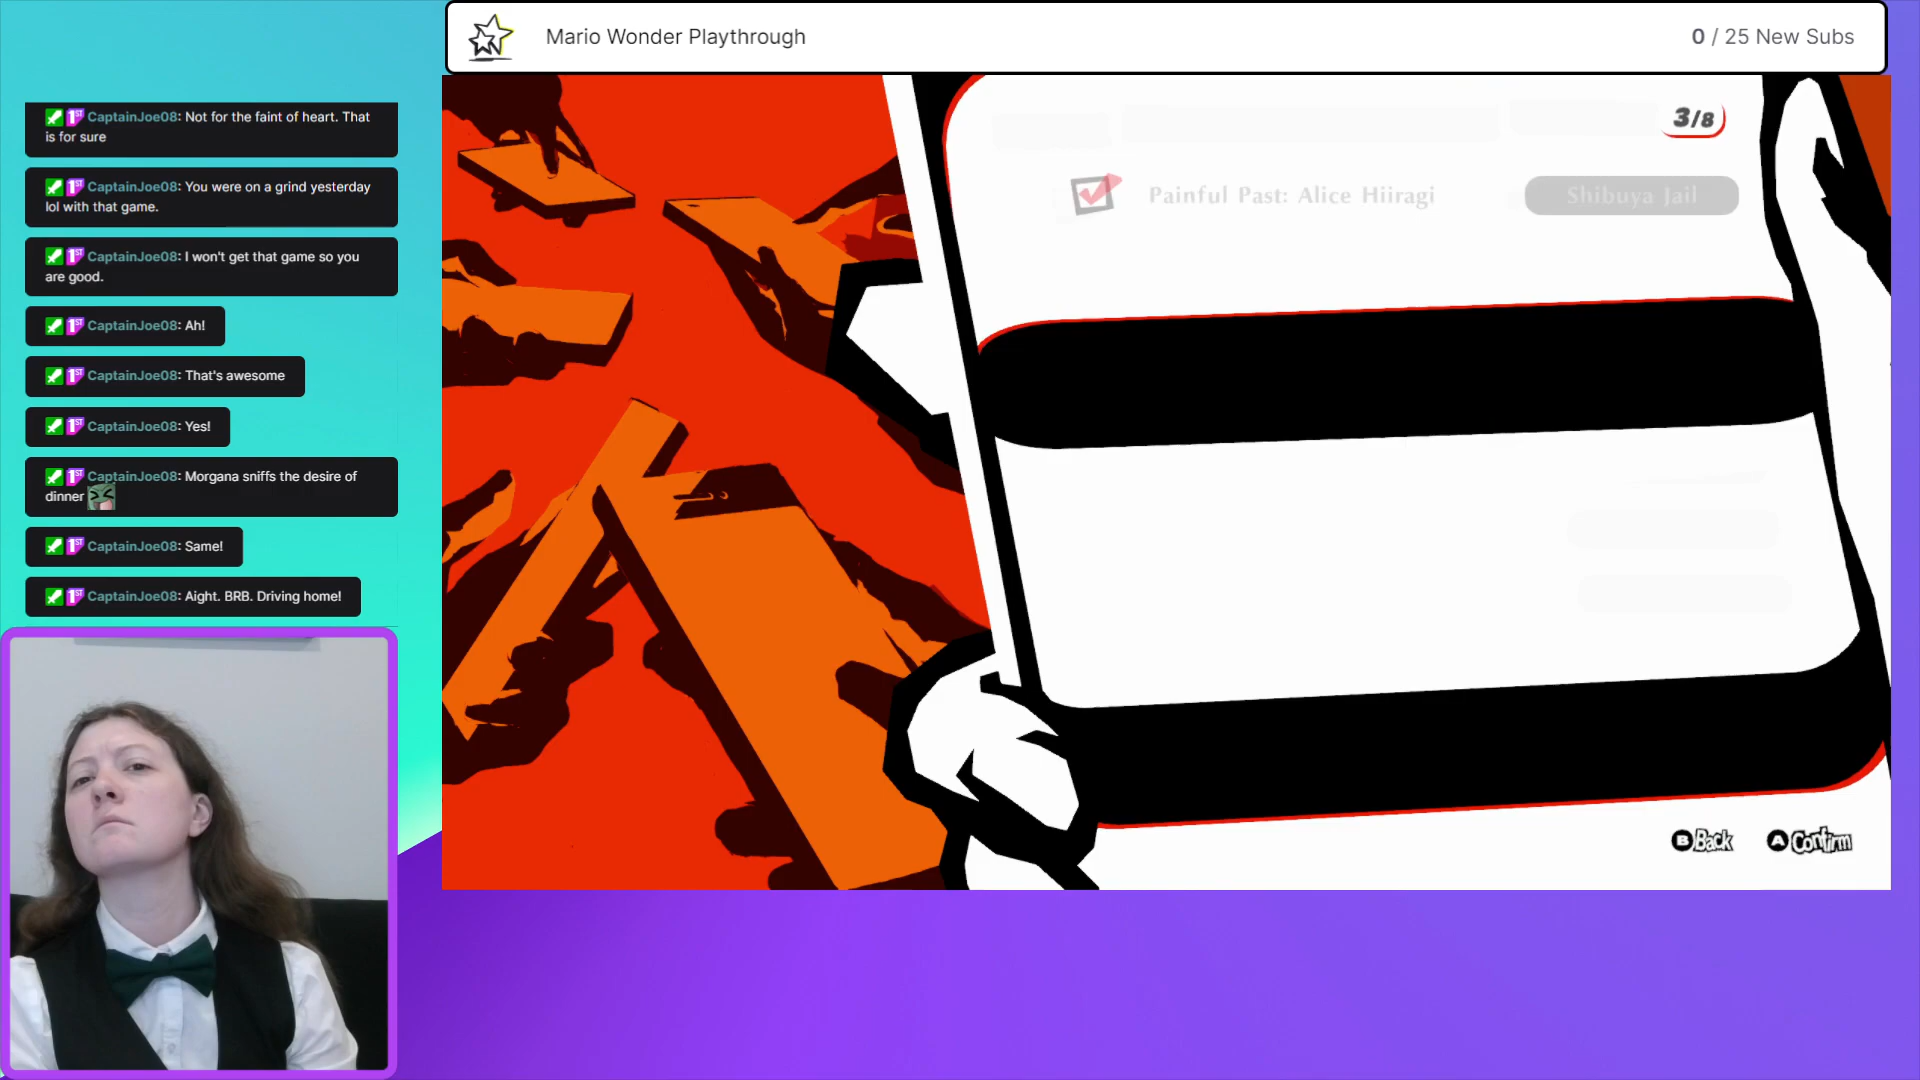 Mario Wonder Playthrough
0 / 25 New Subs
CaptainJoe08: Not for the faint of heart. That
is for sure
CaptainJoe08: You were on a grind yesterday
lol with that game.
CaptainJoe08: I won't get that game so you
are good.
CaptainJoe08: Ah!
CaptainJoe08: That's awesome
CaptainJoe08: Yes!
CaptainJoe08: Morgana sniffs the desire of
dinner
CaptainJoe08: Same!
CaptainJoe08: Aight. BRB. Driving home!
3/8
Painful Past: Alice Hiiragi
Shibuya Jail
B Back
A Confirm